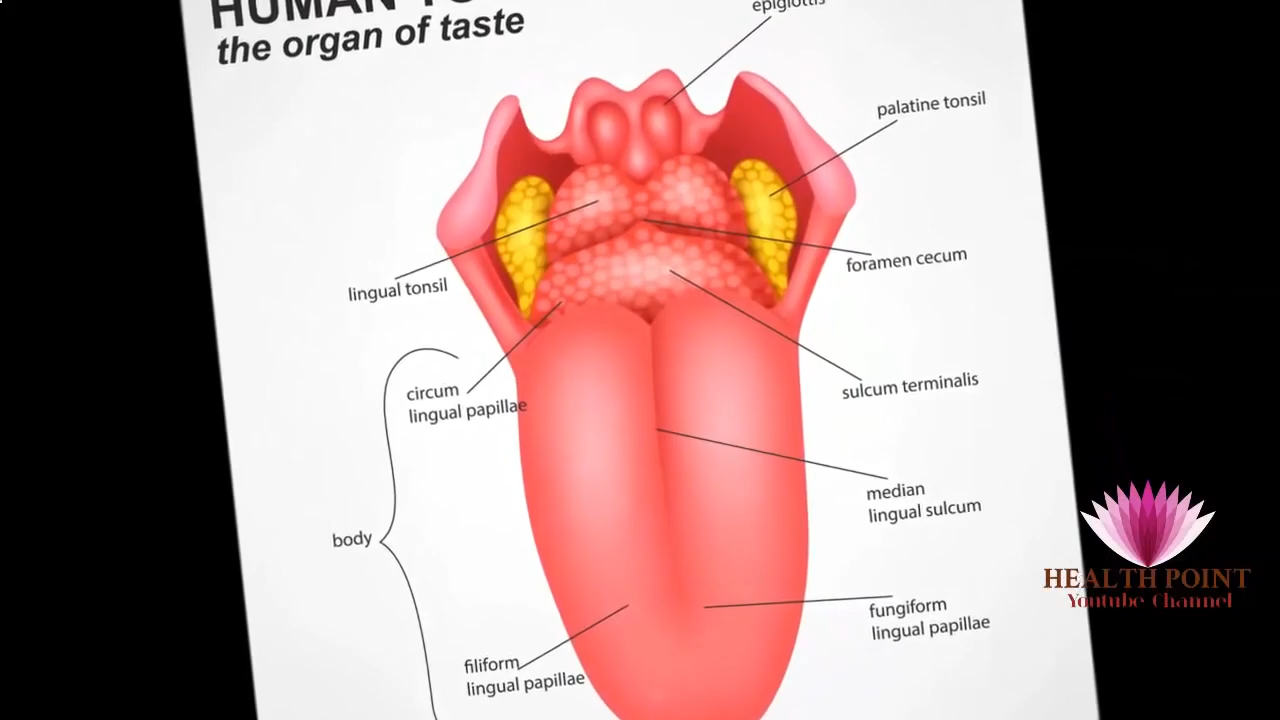 HUMAN
the organ of taste
epiglottis
palatine tonsil
foramen cecum
lingual tonsil
circum
lingual papillae
sulcum terminalis
median
lingual sulcum
body
fungiform
lingual papillae
filiform
lingual papillae
HEALTH POINT
Youtube Channel